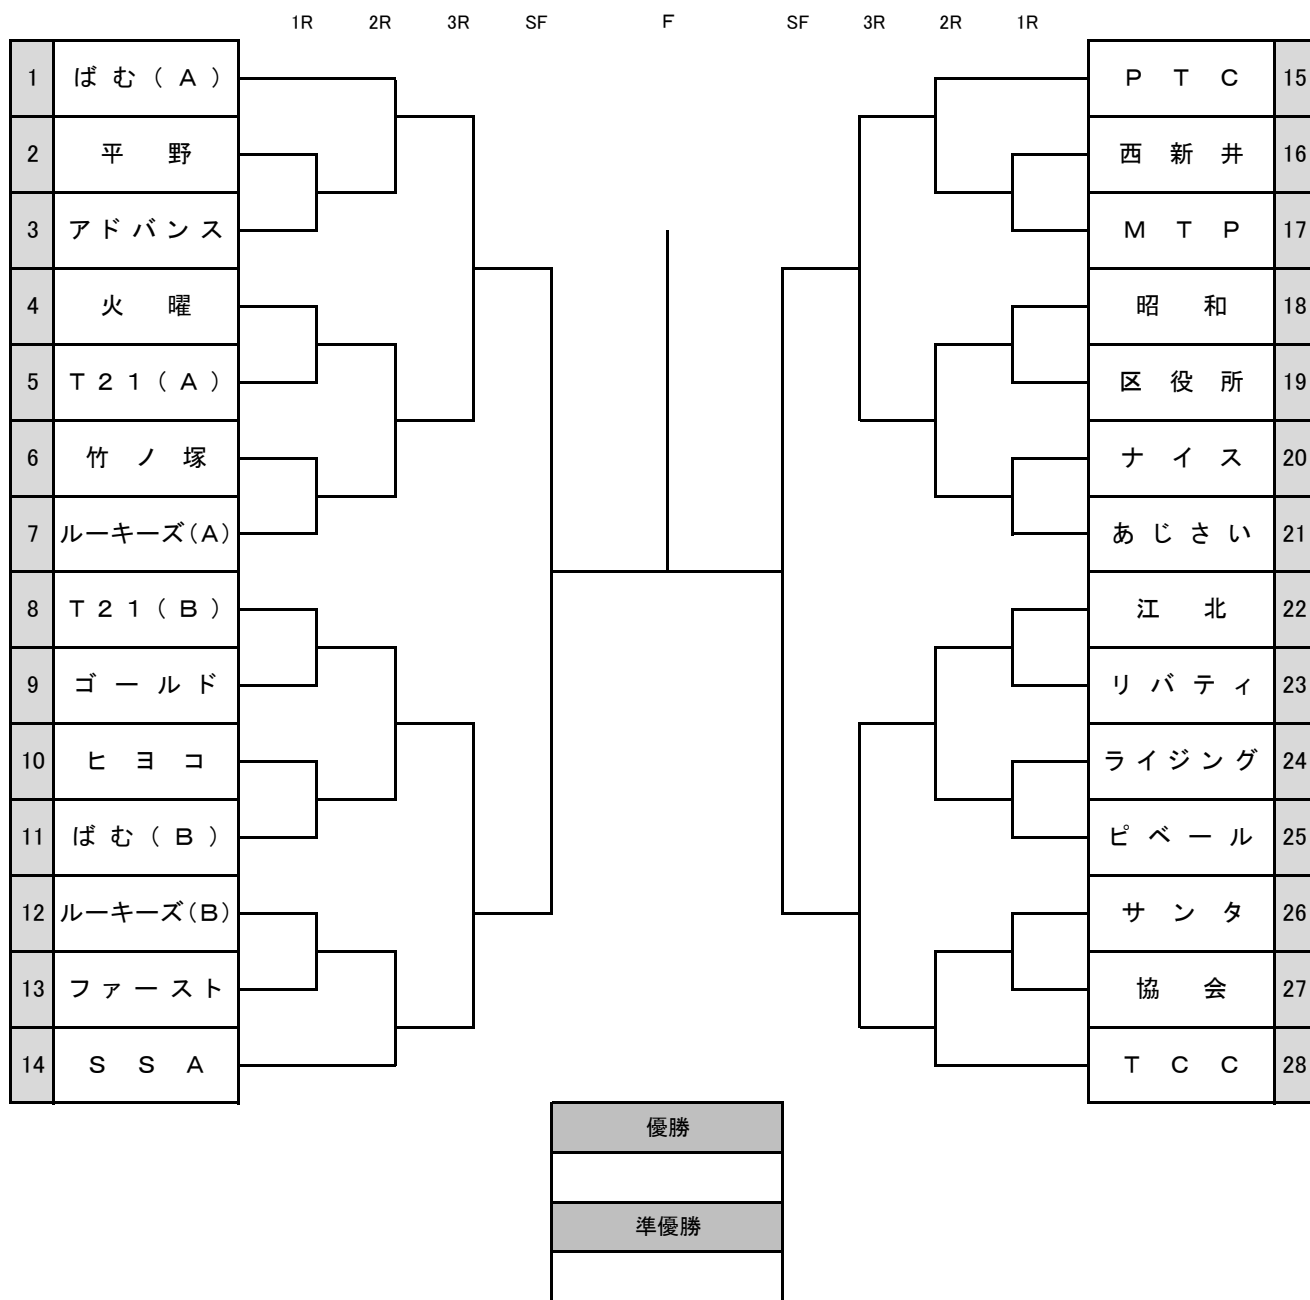 1R 2R 3R SF F SF 3R 2R 1R
1 ばむ(A) PTC 15
2 平野 西新井 16
3 アドバンス MTP 17
4 火曜 昭和 18
5 T21(A) 区役所 19
6 竹ノ塚 ナイス 20
7 ルーキーズ(A) あじさい 21
8 T21(B) 江北 22
9 ゴールド リバティ 23
10 ヒヨコ ライジング 24
11 ばむ(B) ピベール 25
12 ルーキーズ(B) サンタ 26
13 ファースト 協会 27
14 SSA TCC 28
優勝
準優勝